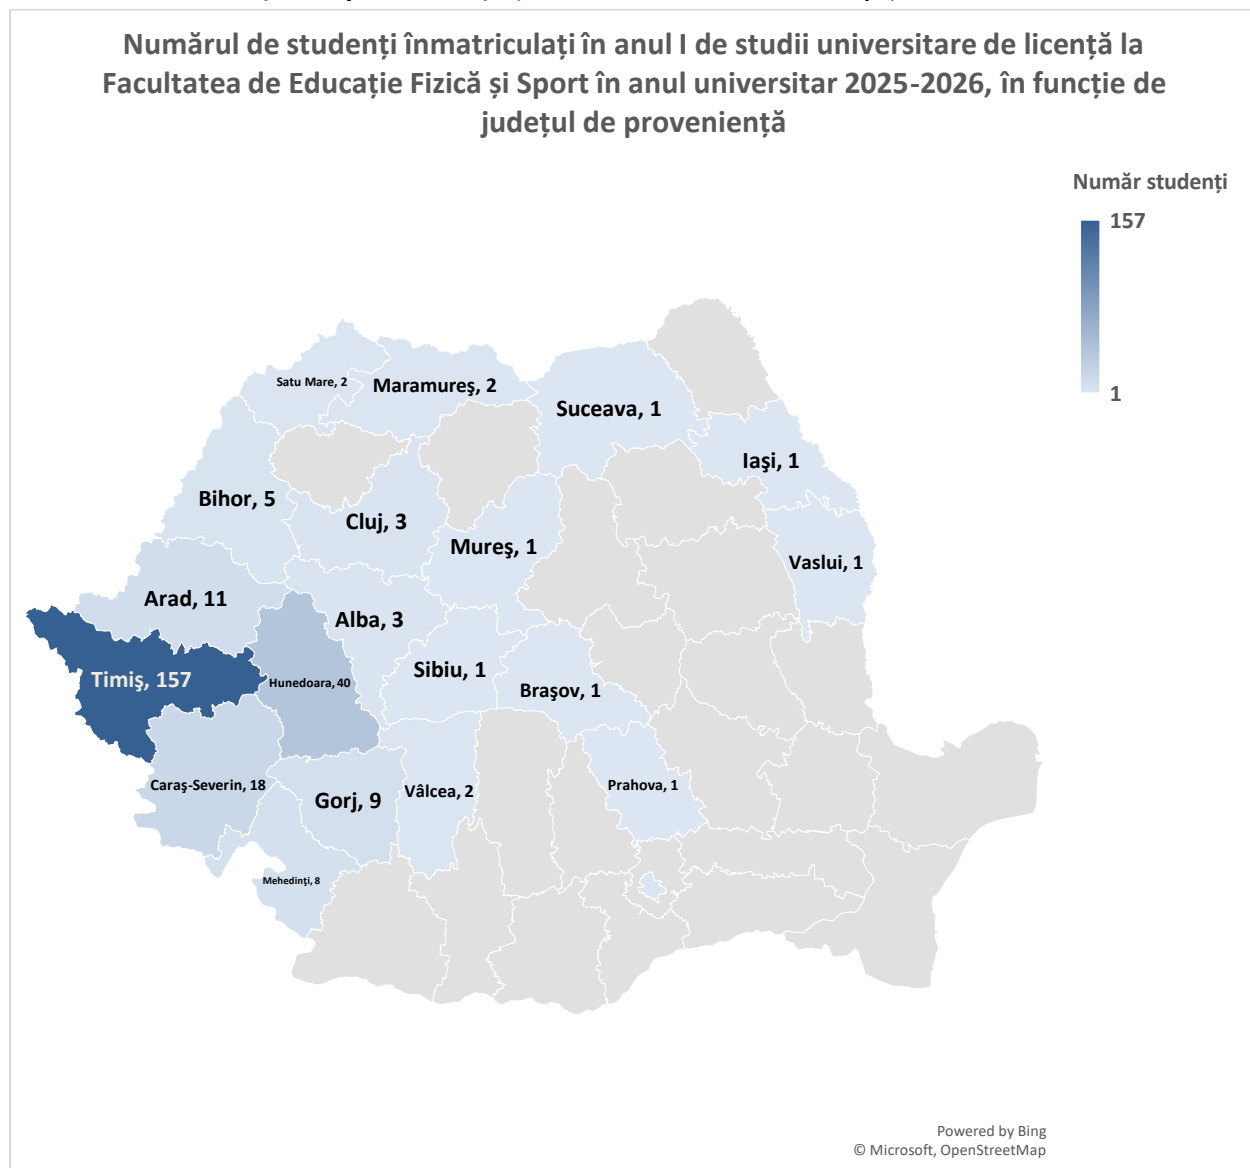 Numărul de studenți înmatriculați în anul I de studii universitare de licență la
Facultatea de Educație Fizică și Sport în anul universitar 2025-2026, în funcție de
județul de proveniență
Număr studenți
157
1
Satu Mare, 2
Maramureş, 2
Suceava, 1
Iaşi, 1
Bihor, 5
Cluj, 3
Mureş, 1
Vaslui, 1
Arad, 11
Alba, 3
Timiş, 157
Hunedoara, 40
Sibiu, 1
Braşov, 1
Caraş-Severin, 18
Gorj, 9
Vâlcea, 2
Prahova, 1
Mehedinţi, 8
Powered by Bing
© Microsoft, OpenStreetMap